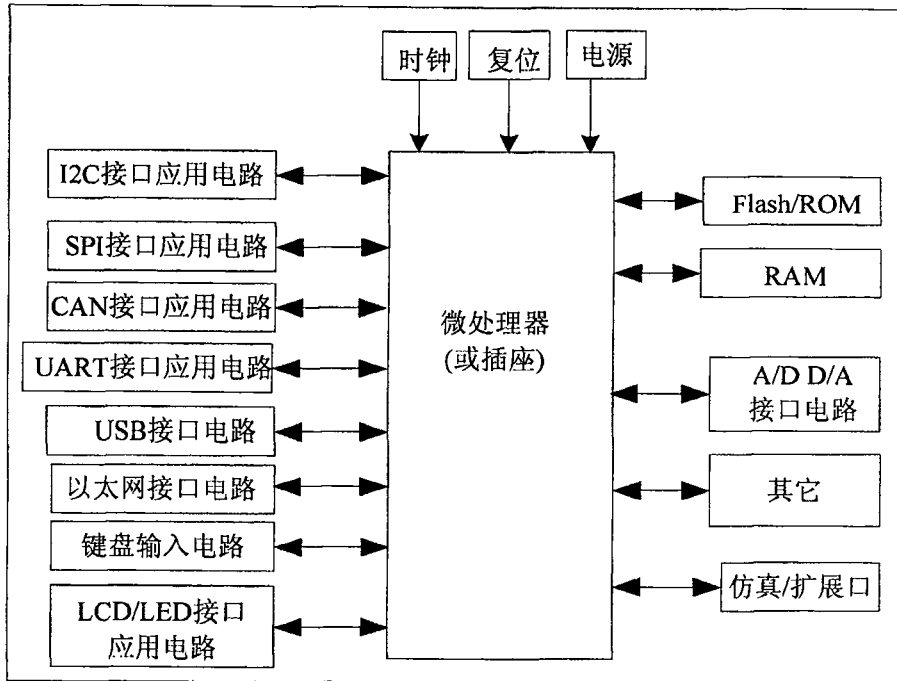 时钟
复位
电源
I2C接口应用电路
SPI接口应用电路
CAN接口应用电路
UART接口应用电路
USB接口电路
以太网接口电路
键盘输入电路
LCD/LED接口
应用电路
微处理器
(或插座)
Flash/ROM
RAM
A/D D/A
接口电路
其它
仿真/扩展口